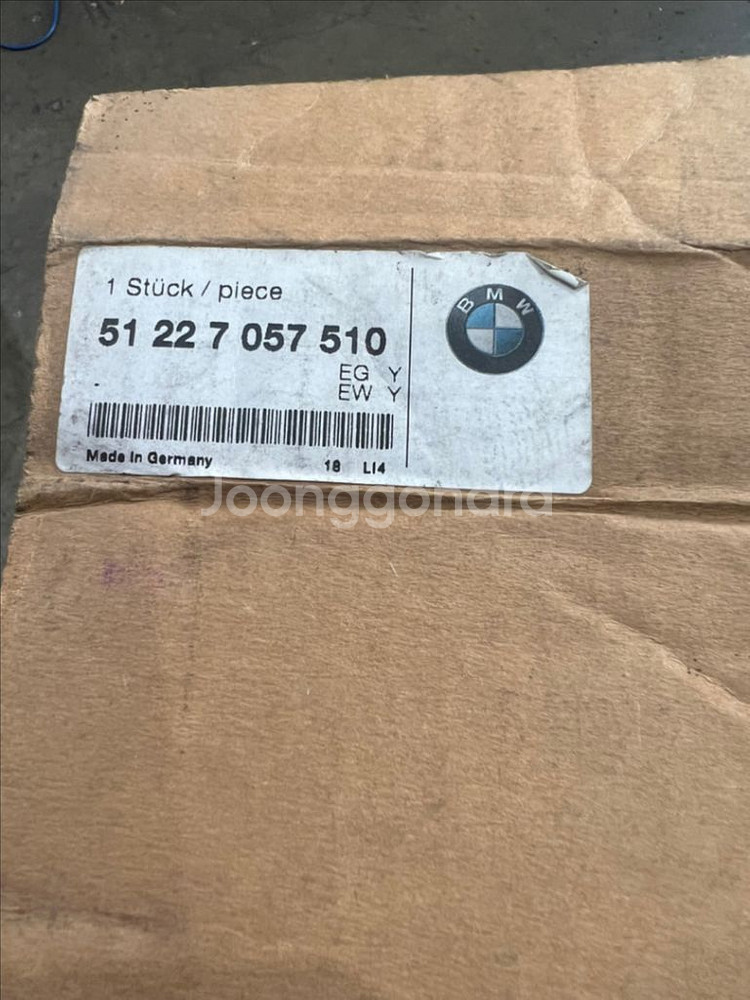 1 Stück / piece
51 22 7 057 510
EG Y
EW Y
Made in Germany 18 LI4
BMW
Joonggonara